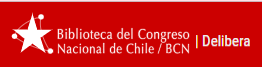 Biblioteca del Congreso
Nacional de Chile / BCN | Delibera